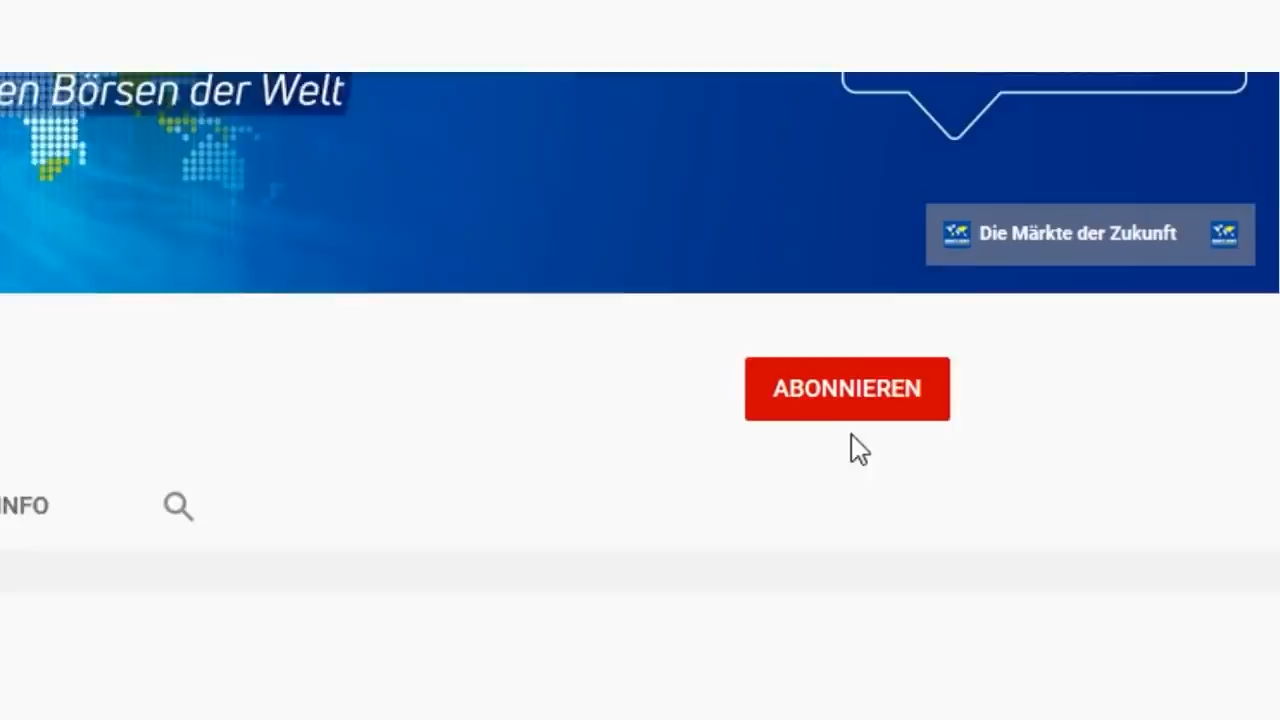 en Börsen der Welt
Die Märkte der Zukunft
ABONNIEREN
INFO